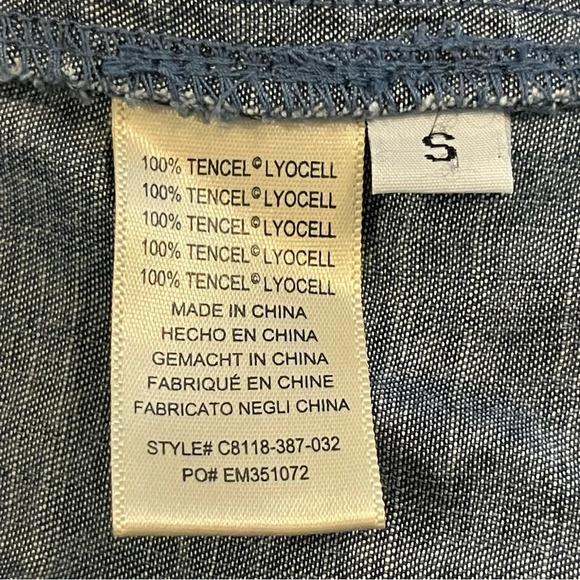 100% TENCEL© LYOCELL
100% TENCEL© LYOCELL
100% TENCEL© LYOCELL
100% TENCEL© LYOCELL
100% TENCEL© LYOCELL
MADE IN CHINA
HECHO EN CHINA
GEMACHT IN CHINA
FABRIQUÉ EN CHINE
FABRICATO NEGLI CHINA
STYLE# C8118-387-032
PO# EM351072
S